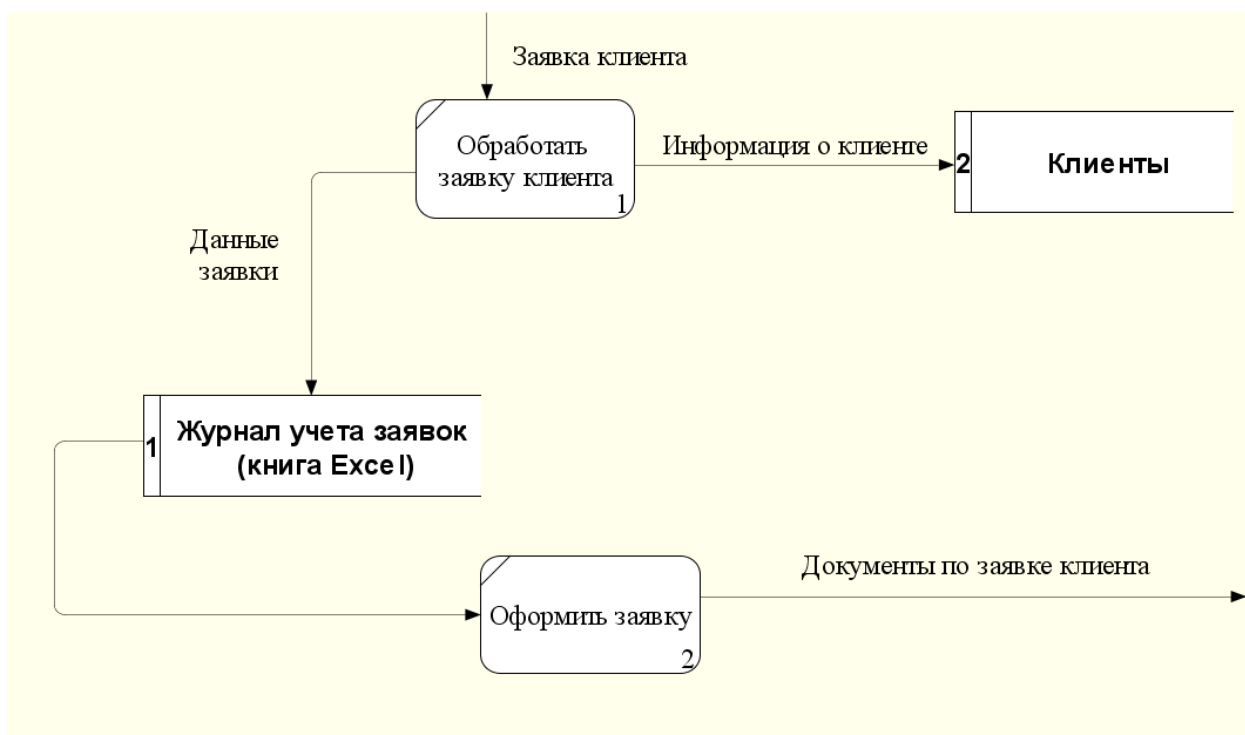 Заявка клиента
Обработать
заявку клиента
1
Информация о клиенте
2
Клиенты
Данные
заявки
1
Журнал учета заявок
(книга Excel)
Документы по заявке клиента
Оформить заявку
2